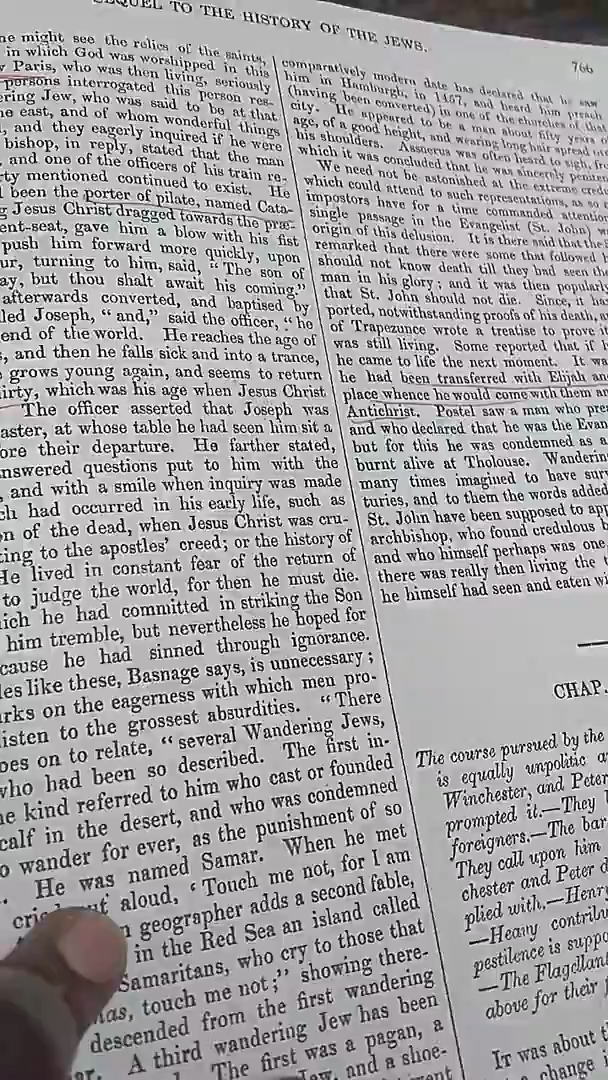 SEQUEL TO THE HISTORY OF THE JEWS.
766
ne might see the relics of the saints,
in which God was worshipped in this
Paris, who was then living, seriously
persons interrogated this person res-
ering Jew, who was said to be at that
he east, and of whom wonderful things
, and they eagerly inquired if he were
bishop, in reply, stated that the man
, and one of the officers of his train re-
rty mentioned continued to exist. He
l been the porter of pilate, named Cata-
g Jesus Christ dragged towards the præ-
ent-seat, gave him a blow with his fist
push him forward more quickly, upon
ur, turning to him, said, “The son of
ay, but thou shalt await his coming.”
afterwards converted, and baptised by
lled Joseph, “and,” said the officer, “he
end of the world. He reaches the age of
, and then he falls sick and into a trance,
grows young again, and seems to return
irty, which was his age when Jesus Christ
The officer asserted that Joseph was
aster, at whose table he had seen him sit a
ore their departure. He farther stated,
nswered questions put to him with the
, and with a smile when inquiry was made
ch had occurred in his early life, such as
n of the dead, when Jesus Christ was cru-
ting to the apostles’ creed; or the history of
He lived in constant fear of the return of
to judge the world, for then he must die.
ich he had committed in striking the Son
him tremble, but nevertheless he hoped for
cause he had sinned through ignorance.
les like these, Basnage says, is unnecessary;
rks on the eagerness with which men pro-
listen to the grossest absurdities. “There
oes on to relate, “several Wandering Jews,
who had been so described. The first in-
he kind referred to him who cast or founded
calf in the desert, and who was condemned
o wander for ever, as the punishment of so
He was named Samar. When he met
aloud, ‘Touch me not, for I am
geographer adds a second fable,
in the Red Sea an island called
Samaritans, who cry to those that
has, touch me not;” showing there-
descended from the first wandering
A third wandering Jew has been
The first was a pagan, a
Jew, and a shoe-
comparatively modern date has declared that he saw
him in Hamburgh, in 1467, and heard him preach
(having been converted) in one of the churches of that
city. He appeared to be a man about fifty years o
age, of a good height, and wearing long hair spread
his shoulders. Assuerus was often heard to sigh, fr
which it was concluded that he was sincerely peniten
We need not be astonished at the extreme cred
which could attend to such representations, as so
impostors have for a time commanded attentio
single passage in the Evangelist (St. John) w
origin of this delusion. It is there said that the
remarked that there were some that followed h
should not know death till they had seen th
man in his glory; and it was then popularly
that St. John should not die. Since, it ha
ported, notwithstanding proofs of his death, a
of Trapezunce wrote a treatise to prove it
was still living. Some reported that if h
he came to life the next moment. It wa
he had been transferred with Elijah an
place whence he would come with them a
Antichrist. Postel saw a man who pre
and who declared that he was the Evan
but for this he was condemned as a
burnt alive at Tholouse. Wanderin
many times imagined to have sur
turies, and to them the words added
St. John have been supposed to app
archbishop, who found credulous h
and who himself perhaps was one
there was really then living the t
he himself had seen and eaten wi
CHAP.
The course pursued by the
is equally unpolitic a
Winchester, and Peter
prompted it.—They
foreigners.—The bar
They call upon him
chester and Peter d
plied with.—Henr
—Heavy contribu
pestilence is suppo
—The Flagellan
above for their
IT was about t
change i